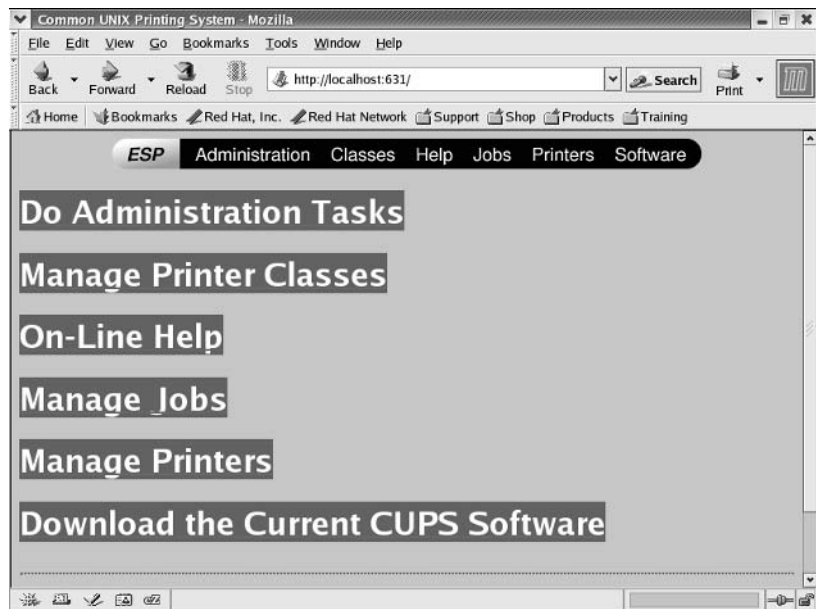 Common UNIX Printing System - Mozilla
File Edit View Go Bookmarks Tools Window Help
Back Forward Reload Stop http://localhost:631/ Search Print
Home Bookmarks Red Hat, Inc. Red Hat Network Support Shop Products Training
ESP Administration Classes Help Jobs Printers Software
Do Administration Tasks
Manage Printer Classes
On-Line Help
Manage Jobs
Manage Printers
Download the Current CUPS Software